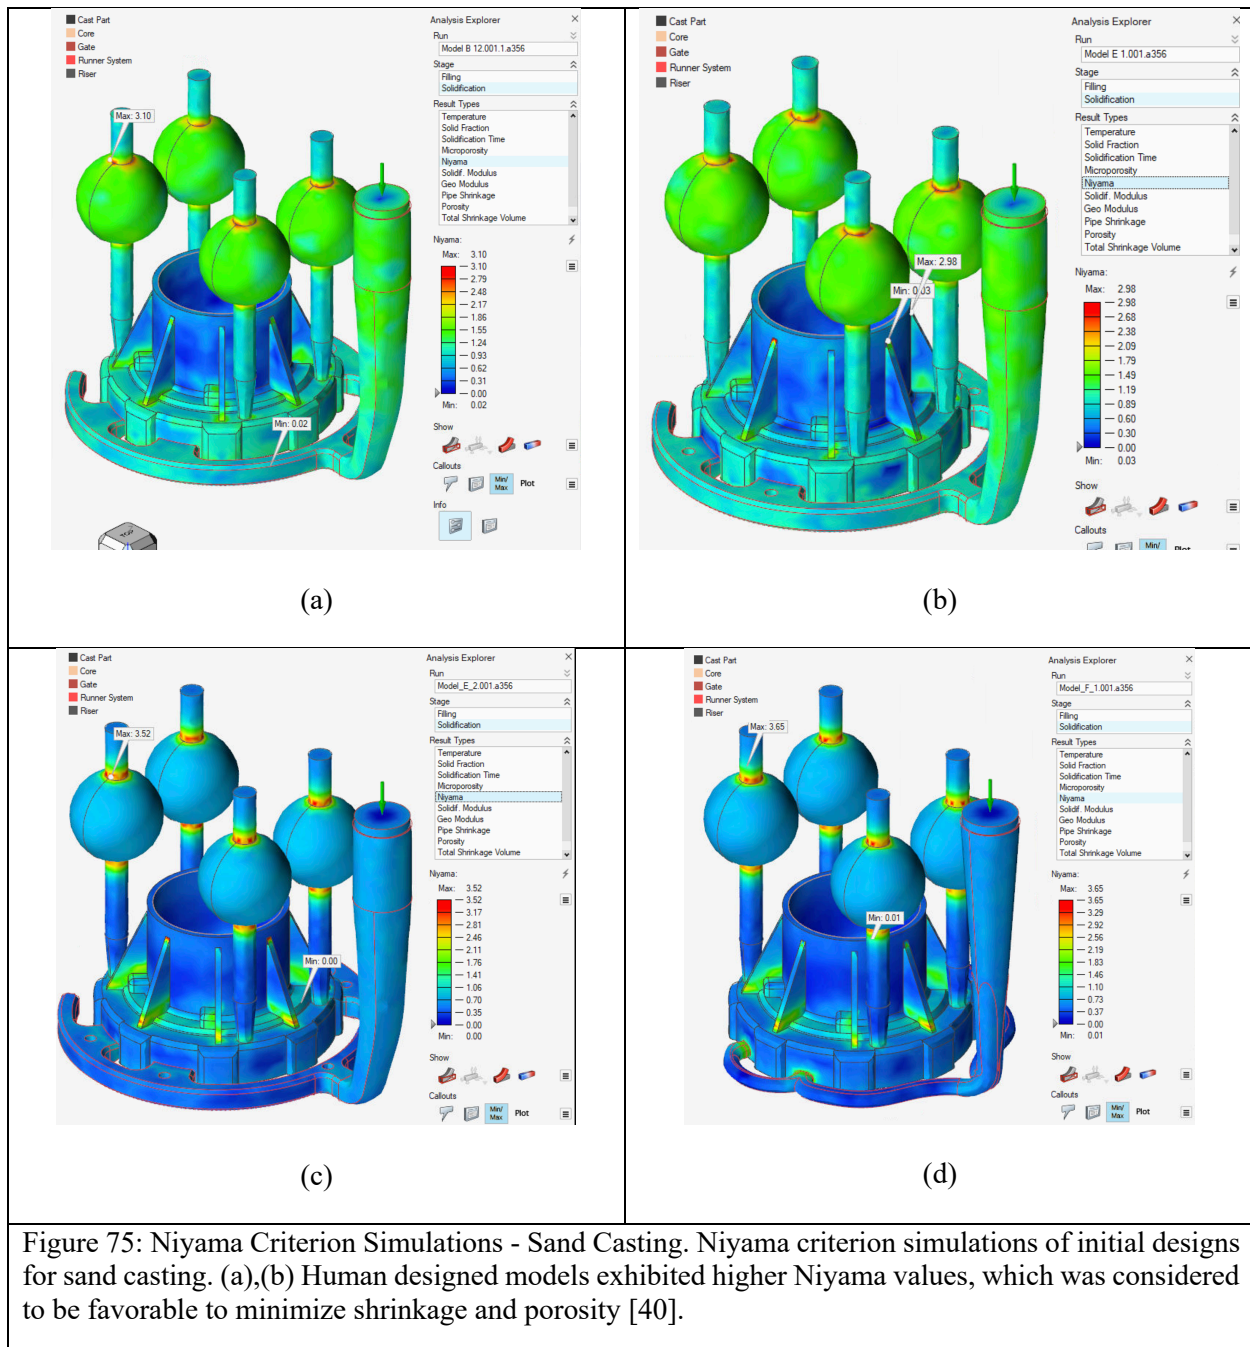 Cast Part
Core
Gate
Runner System
Riser
Max: 3.10
Min: 0.02
Analysis Explorer
Run
Model B 12.001.1.a356
Stage
Filling
Solidification
Result Types
Temperature
Solid Fraction
Solidification Time
Microporosity
Niyama
Solidif. Modulus
Geo Modulus
Pipe Shrinkage
Porosity
Total Shrinkage Volume
Niyama:
Max: 3.10
3.10
2.79
2.48
2.17
1.86
1.55
1.24
0.93
0.62
0.31
0.00
Min: 0.02
Show
Callouts
Min/
Max
Plot
Info
TOP
(a)
Cast Part
Core
Gate
Runner System
Riser
Max: 2.98
Min: 0.03
Analysis Explorer
Run
Model E 1.001.a356
Stage
Filling
Solidification
Result Types
Temperature
Solid Fraction
Solidification Time
Microporosity
Niyama
Solidif. Modulus
Geo Modulus
Pipe Shrinkage
Porosity
Total Shrinkage Volume
Niyama:
Max: 2.98
2.98
2.68
2.38
2.09
1.79
1.49
1.19
0.89
0.60
0.30
0.00
Min: 0.03
Show
Callouts
Min/
Plot
(b)
Cast Part
Core
Gate
Runner System
Riser
Max: 3.52
Min: 0.00
Analysis Explorer
Run
Model_E_2.001.a356
Stage
Filling
Solidification
Result Types
Temperature
Solid Fraction
Solidification Time
Microporosity
Niyama
Solidif. Modulus
Geo Modulus
Pipe Shrinkage
Porosity
Total Shrinkage Volume
Niyama:
Max: 3.52
3.52
3.17
2.81
2.46
2.11
1.76
1.41
1.06
0.70
0.35
0.00
Min: 0.00
Show
Callouts
Min/
Max
Plot
(c)
Cast Part
Core
Gate
Runner System
Riser
Max: 3.65
Min: 0.01
Analysis Explorer
Run
Model_F_1.001.a356
Stage
Filling
Solidification
Result Types
Temperature
Solid Fraction
Solidification Time
Microporosity
Niyama
Solidif. Modulus
Geo Modulus
Pipe Shrinkage
Porosity
Total Shrinkage Volume
Niyama:
Max: 3.65
3.65
3.29
2.92
2.56
2.19
1.83
1.46
1.10
0.73
0.37
0.00
Min: 0.01
Show
Callouts
Min/
Max
Plot
(d)
Figure 75: Niyama Criterion Simulations - Sand Casting. Niyama criterion simulations of initial designs
for sand casting. (a),(b) Human designed models exhibited higher Niyama values, which was considered
to be favorable to minimize shrinkage and porosity [40].